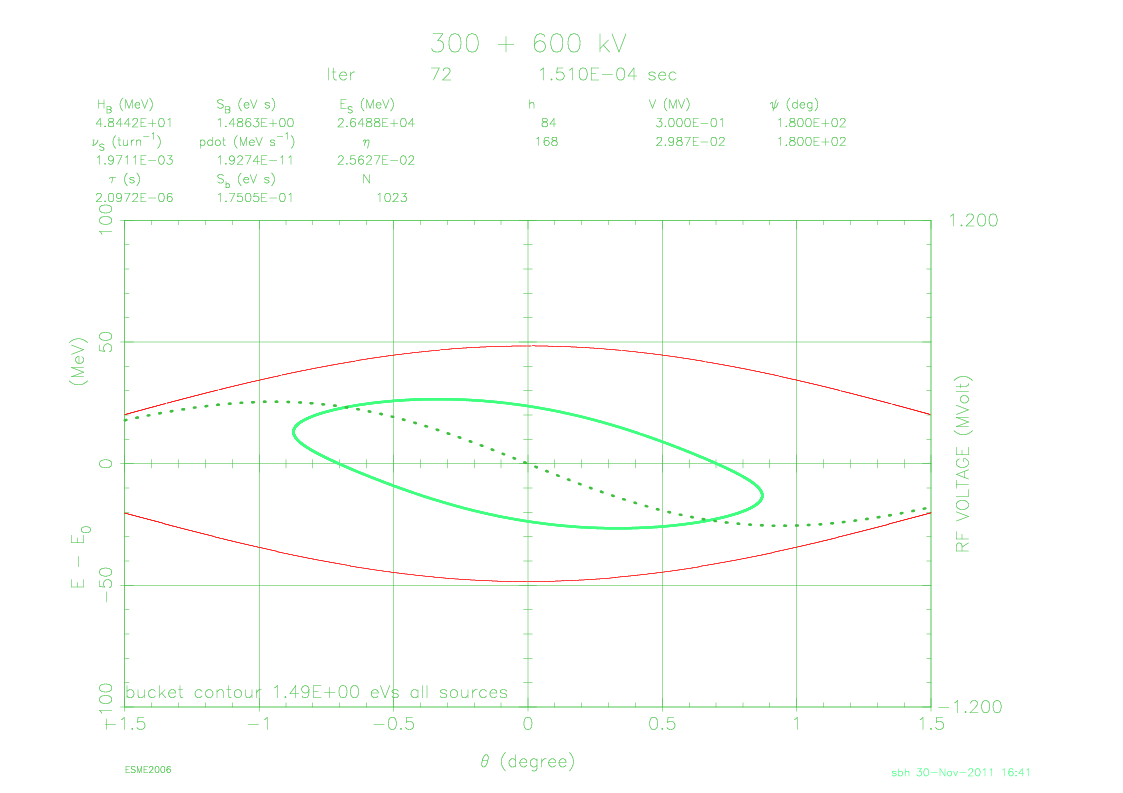 300 + 600 kV
Iter 72 1.510E-04 sec
H_B (MeV) S_B (eV s) E_S (MeV) h V (MV) ψ (deg)
4.8442E+01 1.4863E+00 2.6488E+04 84 3.000E-01 1.800E+02
ν_S (turn^-1) pdot (MeV s^-1) η 168 2.987E-02 1.800E+02
1.9711E-03 1.9274E-11 2.5627E-02
τ (s) S_b (eV s) N
2.0972E-06 1.7505E-01 1023
100 1.200
50
0
-50
-100 -1.200
E - E_0 (MeV)
RF VOLTAGE (MVolt)
bucket contour 1.49E+00 eVs all sources
-1.5 -1 -0.5 0 0.5 1 1.5
θ (degree)
ESME2006 sbh 30-Nov-2011 16:41